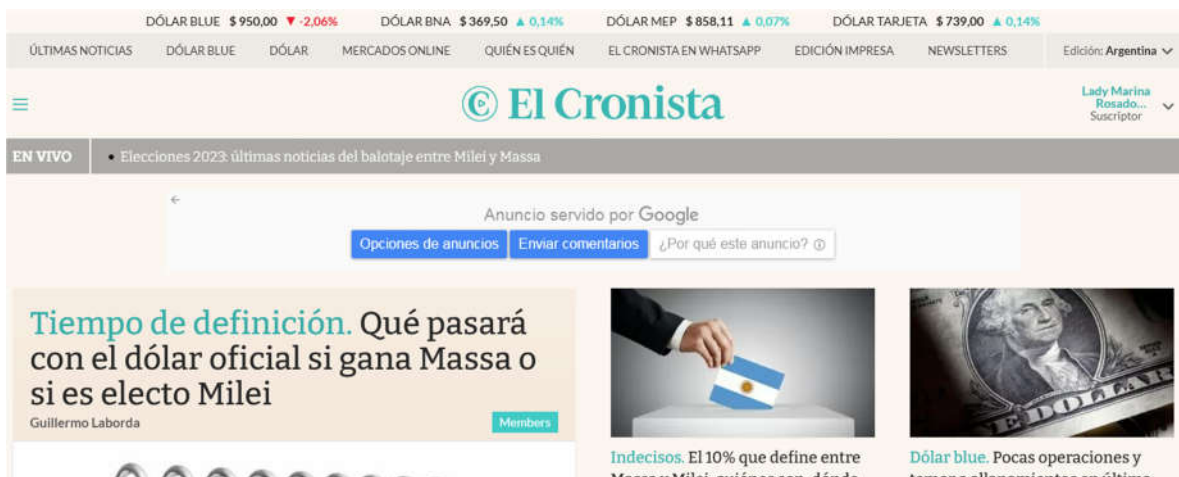 DÓLAR BLUE $ 950,00 ▼ -2,06% DÓLAR BNA $ 369,50 ▲ 0,14% DÓLAR MEP $ 858,11 ▲ 0,07% DÓLAR TARJETA $ 739,00 ▲ 0,14%
ÚLTIMAS NOTICIAS DÓLAR BLUE DÓLAR MERCADOS ONLINE QUIÉN ES QUIÉN EL CRONISTA EN WHATSAPP EDICIÓN IMPRESA NEWSLETTERS Edición: Argentina
El Cronista
Lady Marina
Rosado...
Suscriptor
EN VIVO • Elecciones 2023: últimas noticias del balotaje entre Milei y Massa
Anuncio servido por Google
Opciones de anuncios Enviar comentarios ¿Por qué este anuncio?
Tiempo de definición. Qué pasará
con el dólar oficial si gana Massa o
si es electo Milei
Guillermo Laborda
Members
Indecisos. El 10% que define entre
Dólar blue. Pocas operaciones y